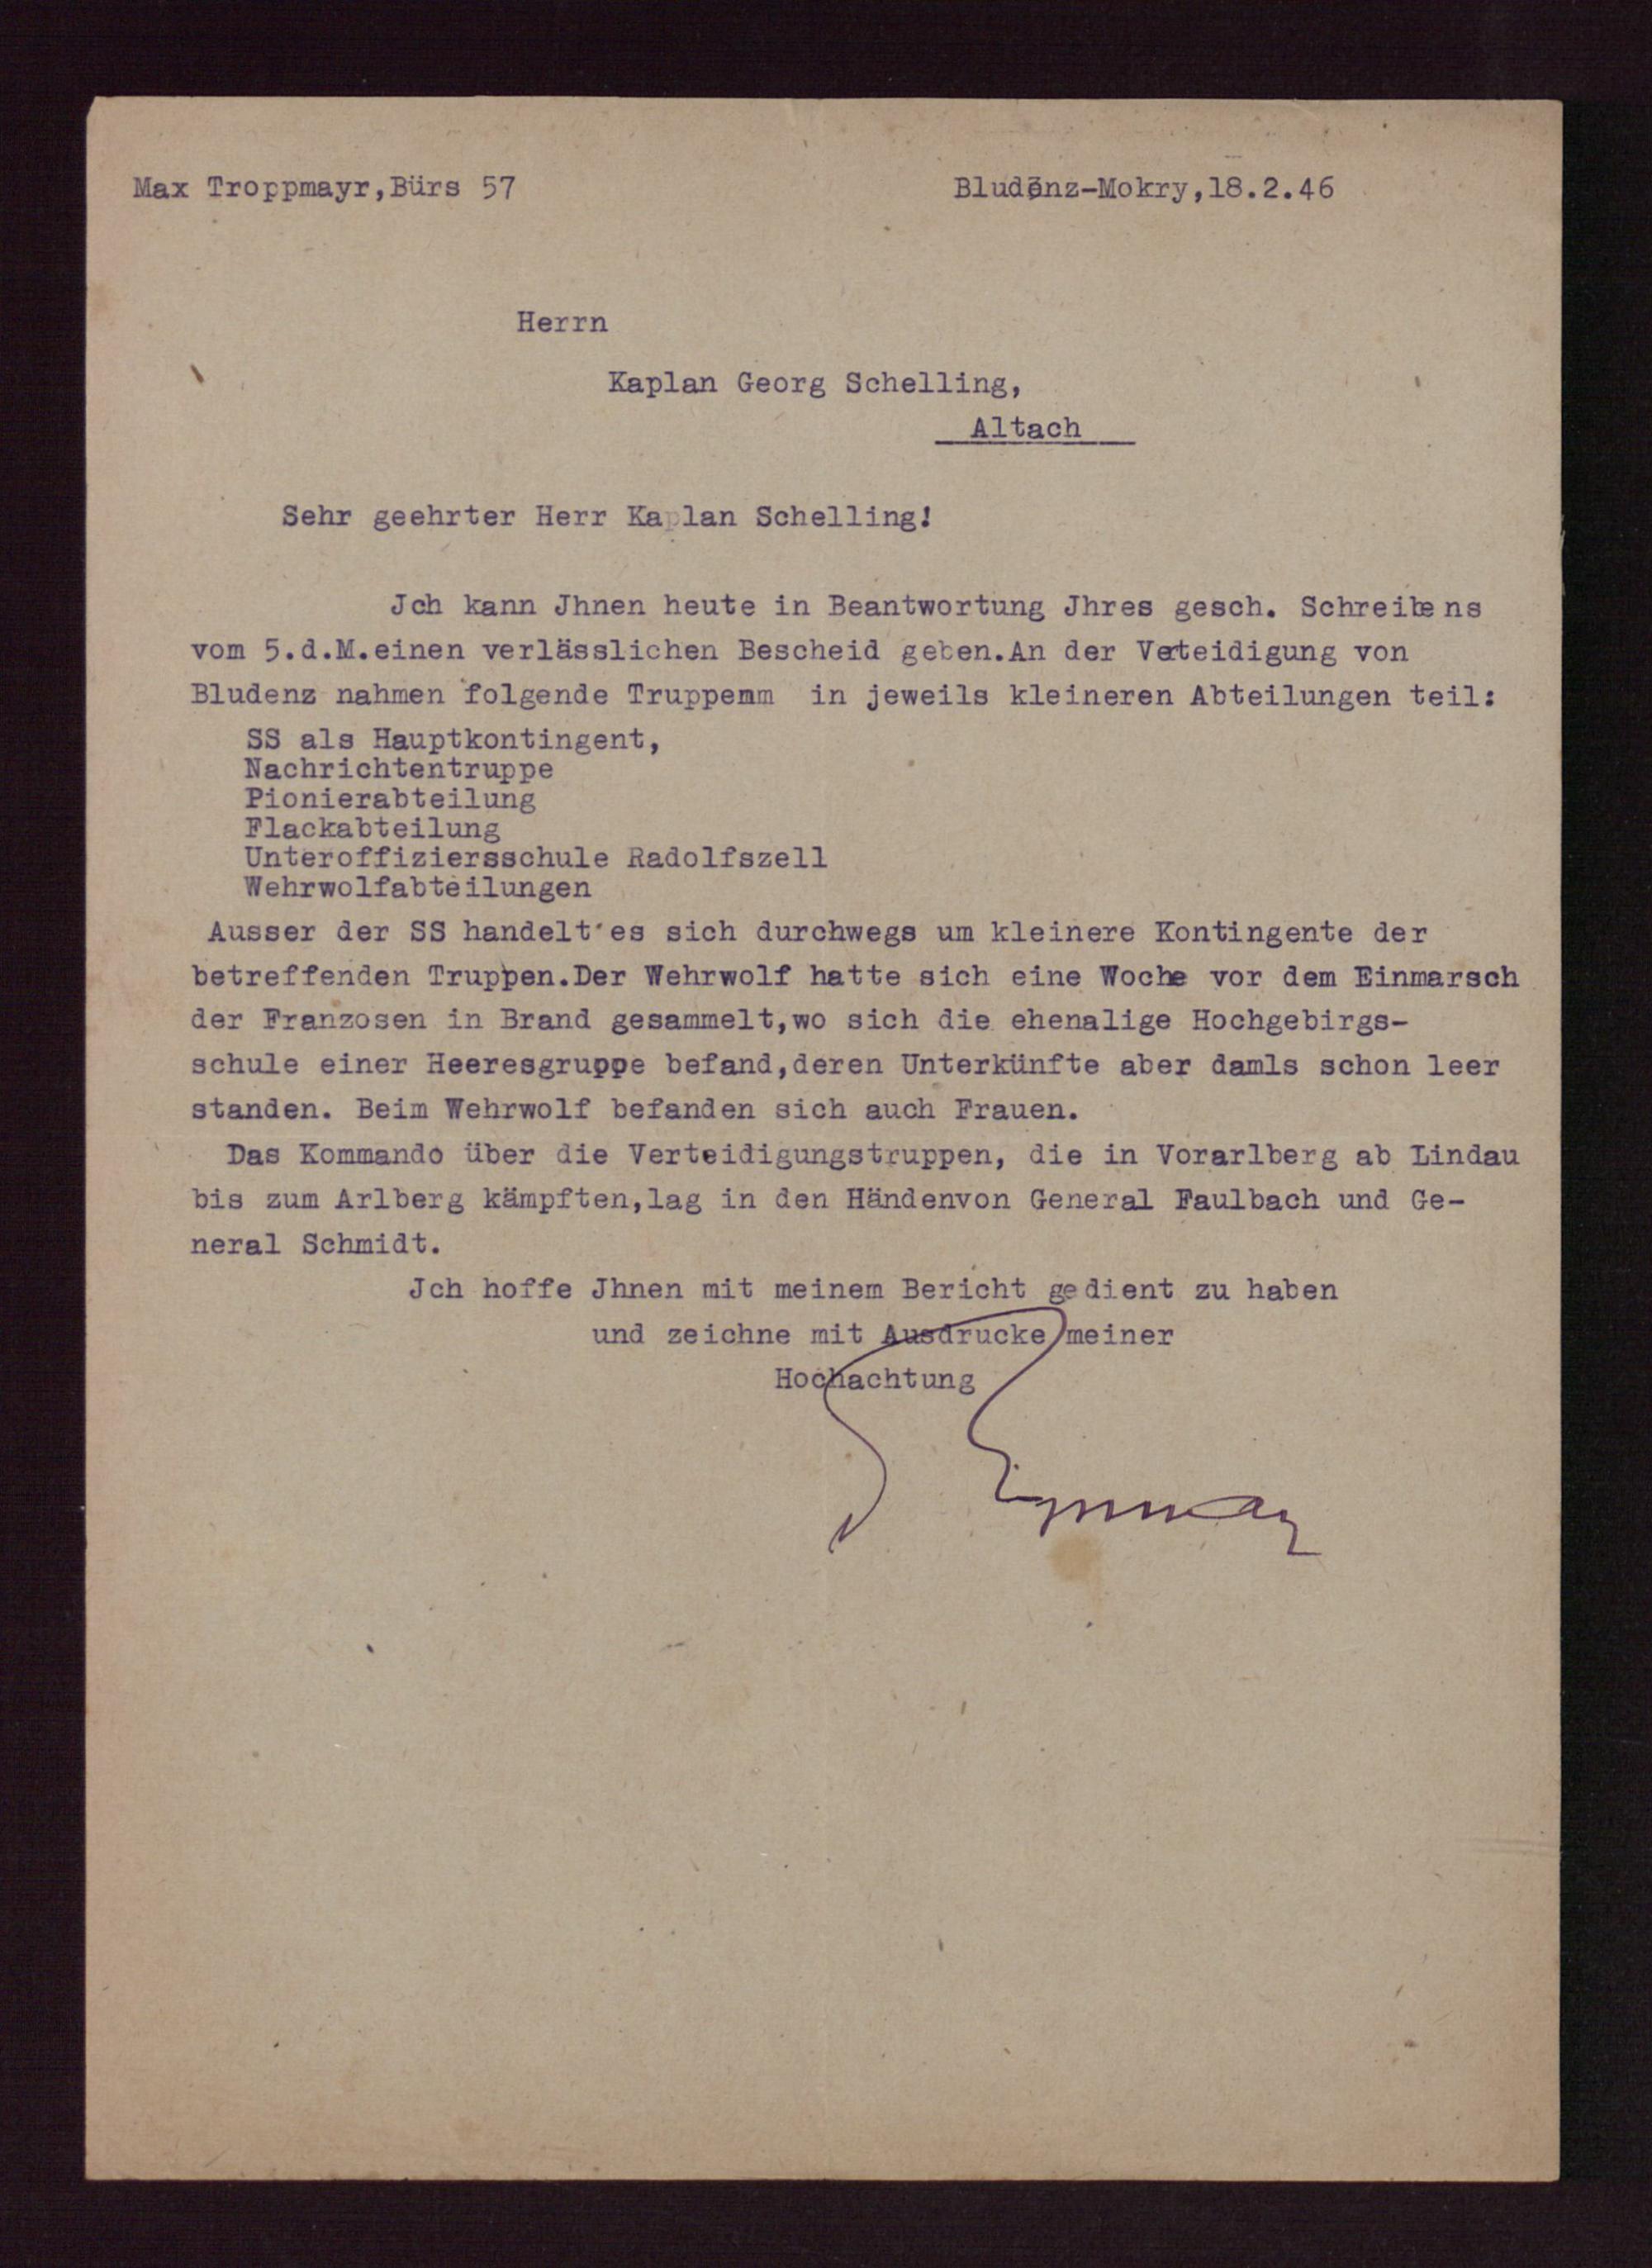 Max Troppmayr,Bürs 57
Bludenz-Mokry,18.2.46
Herrn
Kaplan Georg Schelling,
Altach
Sehr geehrter Herr Kaplan Schelling!
Jch kann Jhnen heute in Beantwortung Jhres gesch. Schreibens
vom 5.d.M.einen verlässlichen Bescheid geben.An der Verteidigung von
Bludenz nahmen folgende Truppenm in jeweils kleineren Abteilungen teil:
SS als Hauptkontingent,
Nachrichtentruppe
Pionierabteilung
Flackabteilung
Unteroffiziersschule Radolfszell
Wehrwolfabteilungen
Ausser der SS handelt'es sich durchwegs um kleinere Kontingente der
betreffenden Truppen.Der Wehrwolf hatte sich eine Woche vor dem Einmarsch
der Franzosen in Brand gesammelt,wo sich die ehenalige Hochgebirgs-
schule einer Heeresgruppe befand,deren Unterkünfte aber damls schon leer
standen. Beim Wehrwolf befanden sich auch Frauen.
Das Kommando über die Verteidigungstruppen, die in Vorarlberg ab Lindau
bis zum Arlberg kämpften,lag in den Händenvon General Faulbach und Ge-
neral Schmidt.
Jch hoffe Jhnen mit meinem Bericht gedient zu haben
und zeichne mit Ausdrucke meiner
Hochachtung